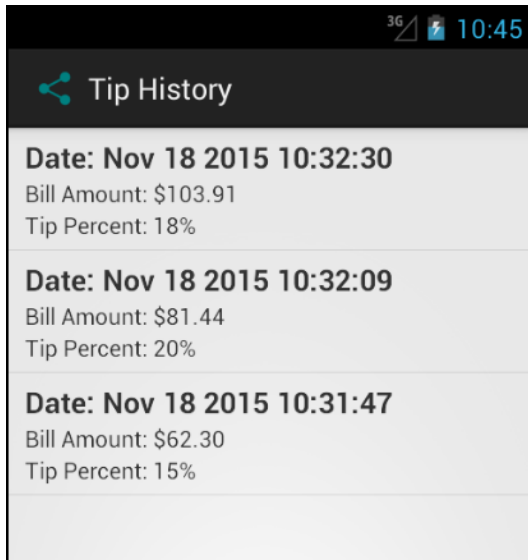 3G 10:45
Tip History
Date: Nov 18 2015 10:32:30
Bill Amount: $103.91
Tip Percent: 18%
Date: Nov 18 2015 10:32:09
Bill Amount: $81.44
Tip Percent: 20%
Date: Nov 18 2015 10:31:47
Bill Amount: $62.30
Tip Percent: 15%